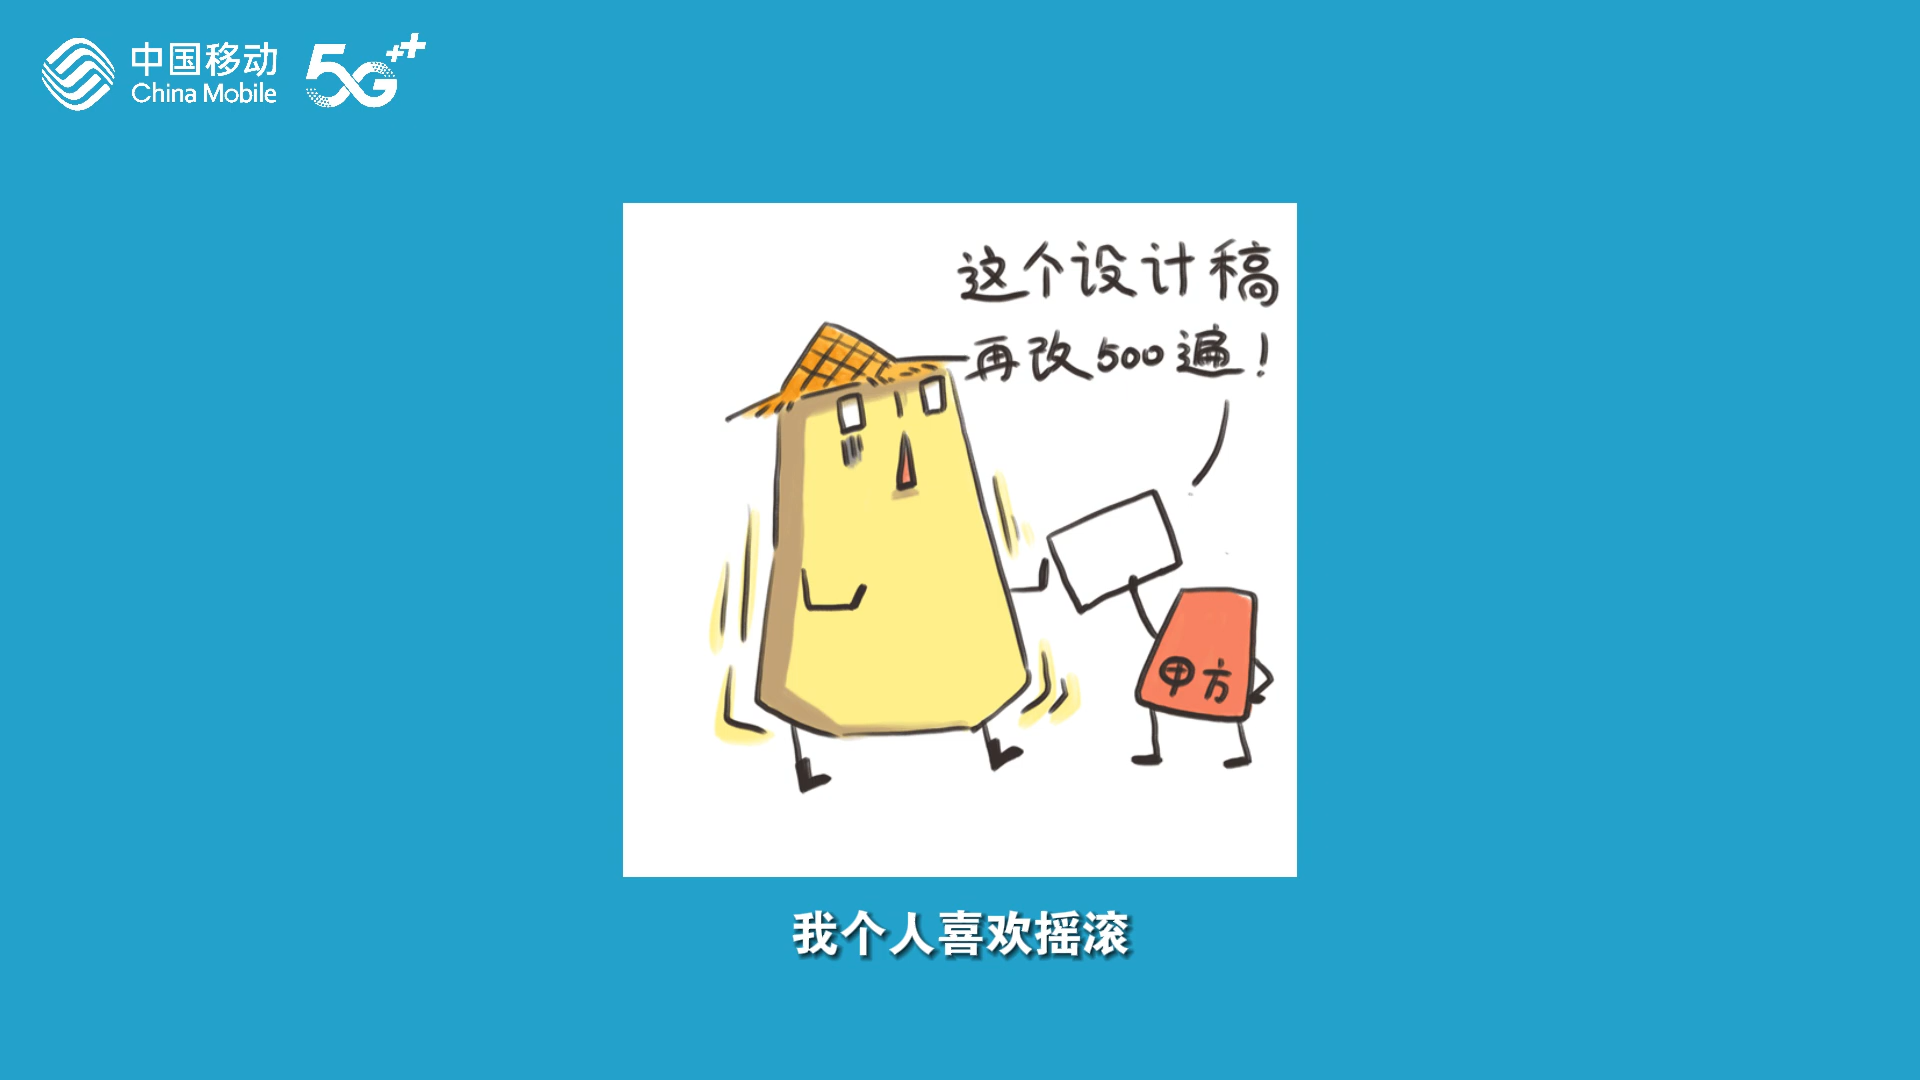 中国移动
China Mobile
5G++
这个设计稿
再改500遍!
甲方
我个人喜欢摇滚